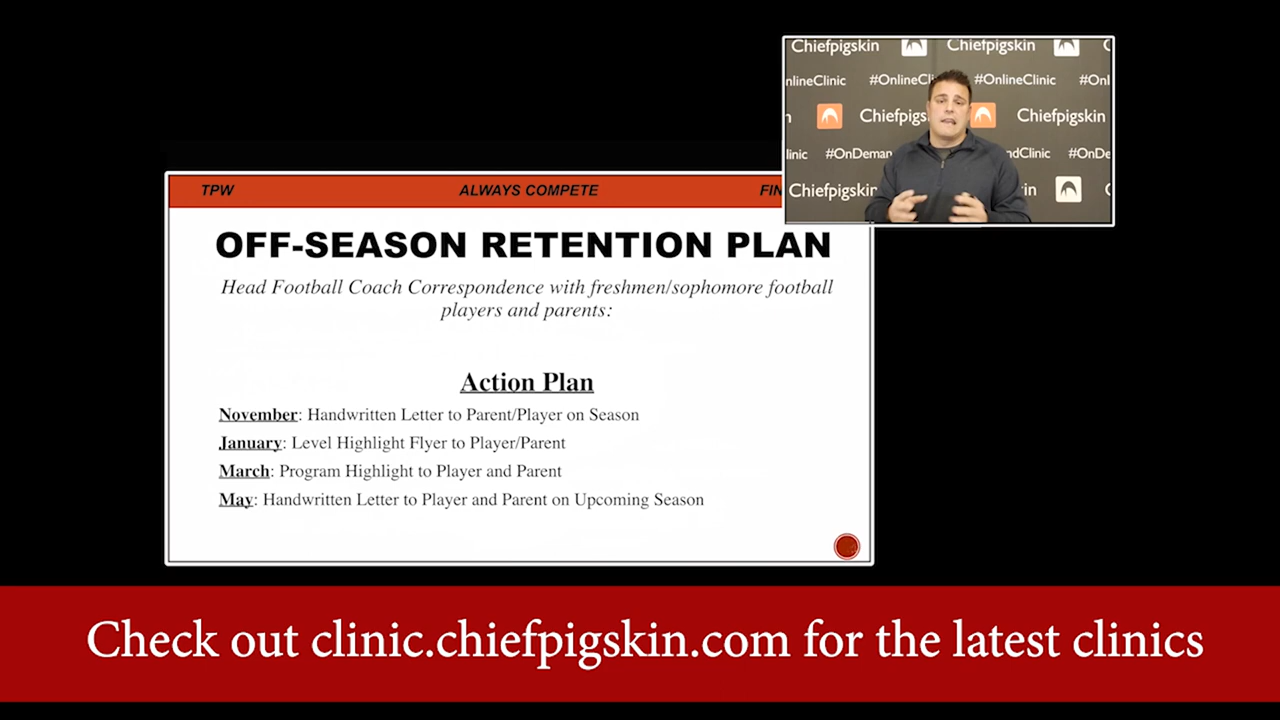 Chiefpigskin Chiefpigskin
#OnlineClinic
Chiefpigskin
Chiefpigskin
TPW ALWAYS COMPETE
OFF-SEASON RETENTION PLAN
Head Football Coach Correspondence with freshmen/sophomore football
players and parents:
Action Plan
November: Handwritten Letter to Parent/Player on Season
January: Level Highlight Flyer to Player/Parent
March: Program Highlight to Player and Parent
May: Handwritten Letter to Player and Parent on Upcoming Season
Check out clinic.chiefpigskin.com for the latest clinics